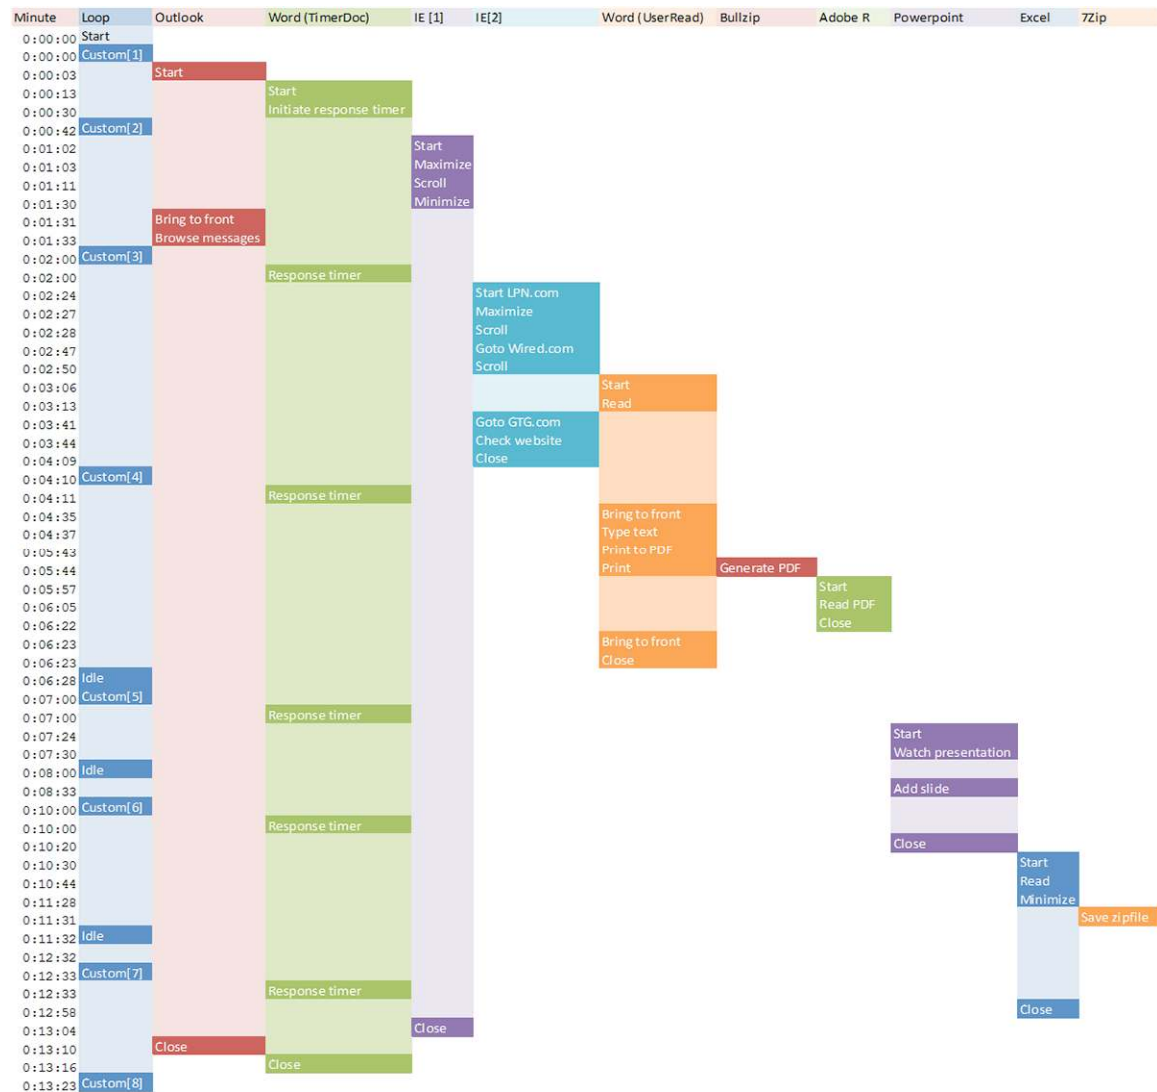 Minute Loop Outlook Word (TimerDoc) IE [1] IE[2] Word (UserRead) Bullzip Adobe R Powerpoint Excel 7Zip
0:00:00 Start
0:00:00 Custom[1]
0:00:03 Start
0:00:13 Start
0:00:30 Initiate response timer
0:00:42 Custom[2]
0:01:02 Start
0:01:03 Maximize
0:01:11 Scroll
0:01:30 Minimize
0:01:31 Bring to front
0:01:33 Browse messages
0:02:00 Custom[3]
0:02:00 Response timer
0:02:24 Start LPN.com
0:02:27 Maximize
0:02:28 Scroll
0:02:47 Goto Wired.com
0:02:50 Scroll
0:03:06 Start
0:03:13 Read
0:03:41 Goto GTG.com
0:03:44 Check website
0:04:09 Close
0:04:10 Custom[4]
0:04:11 Response timer
0:04:35 Bring to front
0:04:37 Type text
0:05:43 Print to PDF
0:05:44 Print Generate PDF
0:05:57 Start
0:06:05 Read PDF
0:06:22 Close
0:06:23 Bring to front
0:06:23 Close
0:06:28 Idle
0:07:00 Custom[5]
0:07:00 Response timer
0:07:24 Start
0:07:30 Watch presentation
0:08:00 Idle
0:08:33 Add slide
0:10:00 Custom[6]
0:10:00 Response timer
0:10:20 Close
0:10:30 Start
0:10:44 Read
0:11:28 Minimize
0:11:31 Save zipfile
0:11:32 Idle
0:12:32
0:12:33 Custom[7]
0:12:33 Response timer
0:12:58 Close
0:13:04 Close
0:13:10 Close
0:13:16 Close
0:13:23 Custom[8]